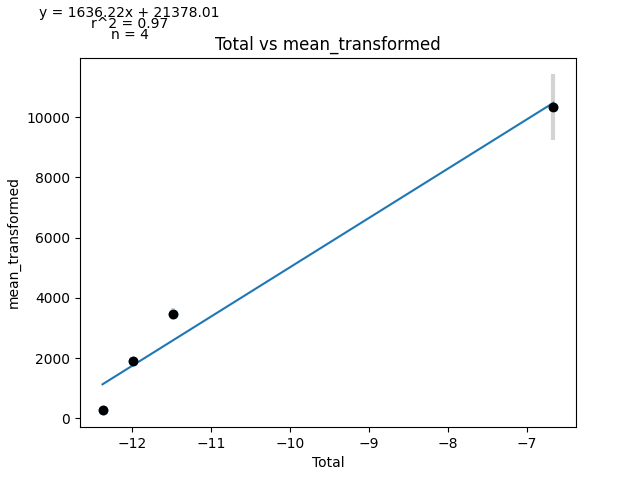 y = 1636.22x + 21378.01
r^2 = 0.97
n = 4
Total vs mean_transformed
mean_transformed
10000
8000
6000
4000
2000
0
−12
−11
−10
−9
−8
−7
Total